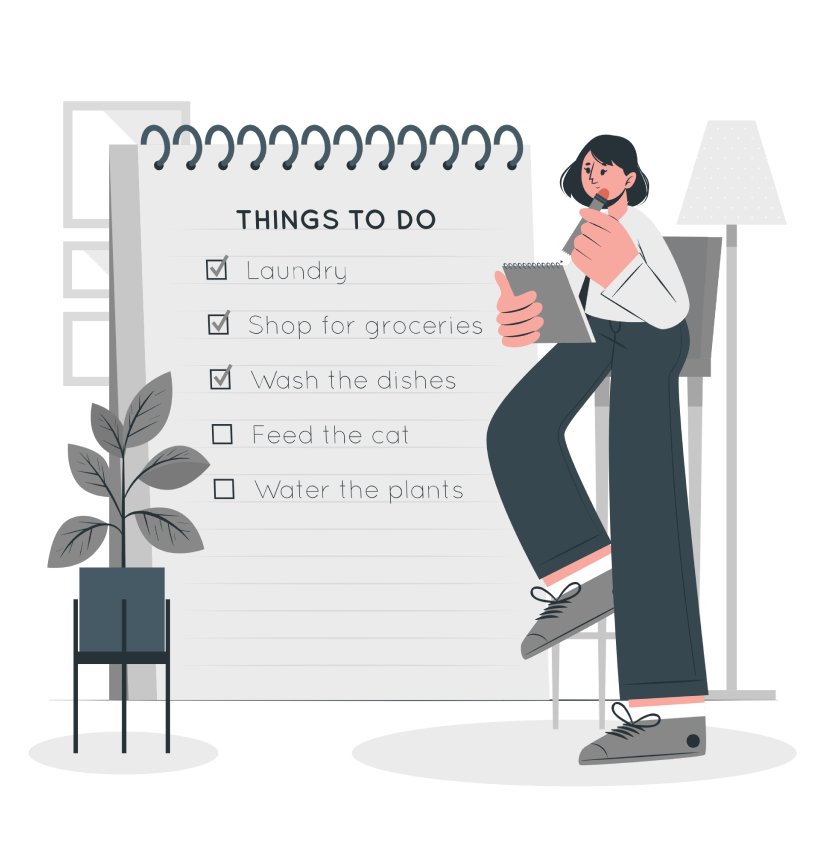 THINGS TO DO
Laundry
Shop for groceries
Wash the dishes
Feed the cat
Water the plants